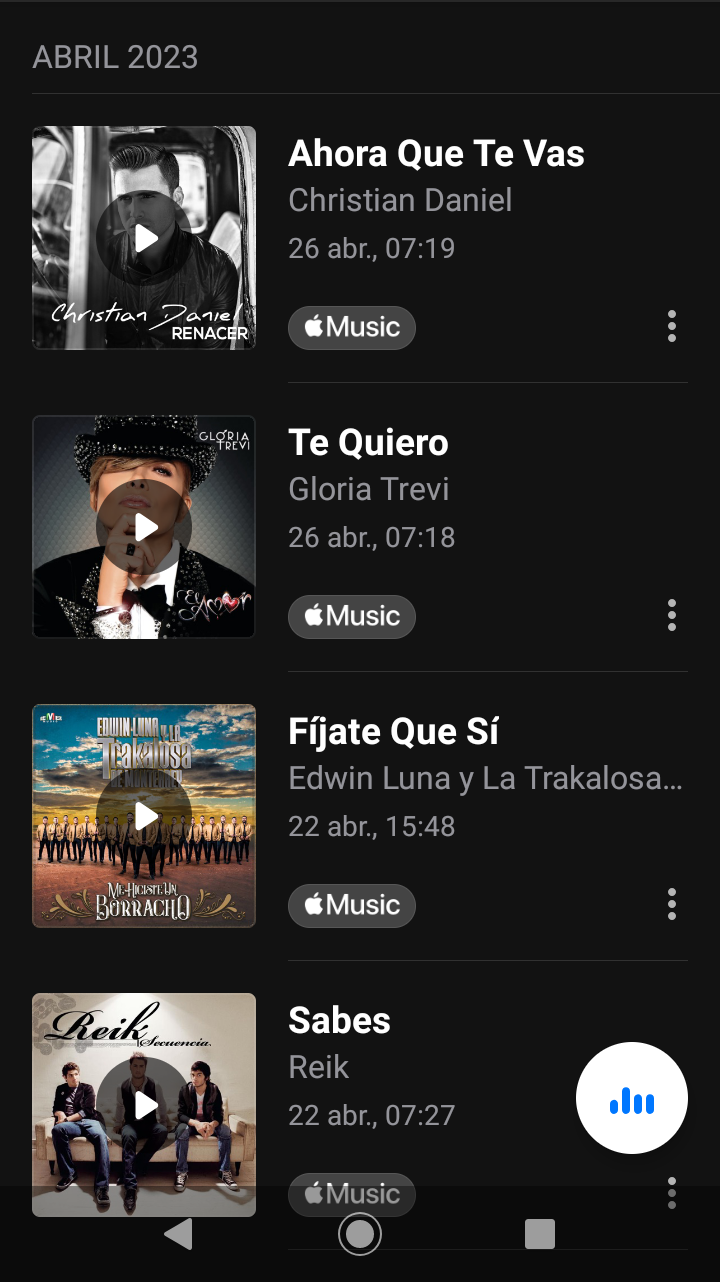 ABRIL 2023
Christian Daniel
RENACER
Ahora Que Te Vas
Christian Daniel
26 abr., 07:19
Music
GLORIA
TREVI
El Amor
Te Quiero
Gloria Trevi
26 abr., 07:18
Music
EDWIN LUNA Y LA
Trakalosa
DE MONTERREY
ME HICISTE UN
BORRACHO
Fíjate Que Sí
Edwin Luna y La Trakalosa...
22 abr., 15:48
Music
Reik
Secuencia.
Sabes
Reik
22 abr., 07:27
Music